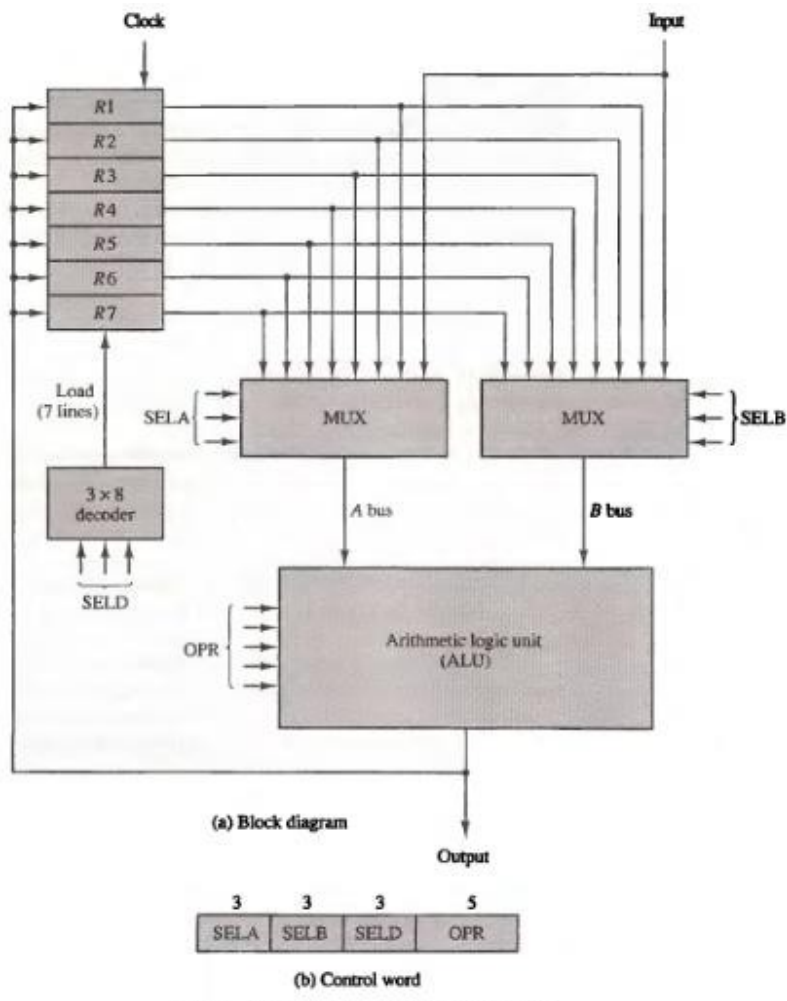 Clock
Input
R1
R2
R3
R4
R5
R6
R7
Load
(7 lines)
SELA
MUX
MUX
SELB
3 × 8
decoder
A bus
B bus
SELD
OPR
Arithmetic logic unit
(ALU)
(a) Block diagram
Output
3 3 3 5
SELA SELB SELD OPR
(b) Control word